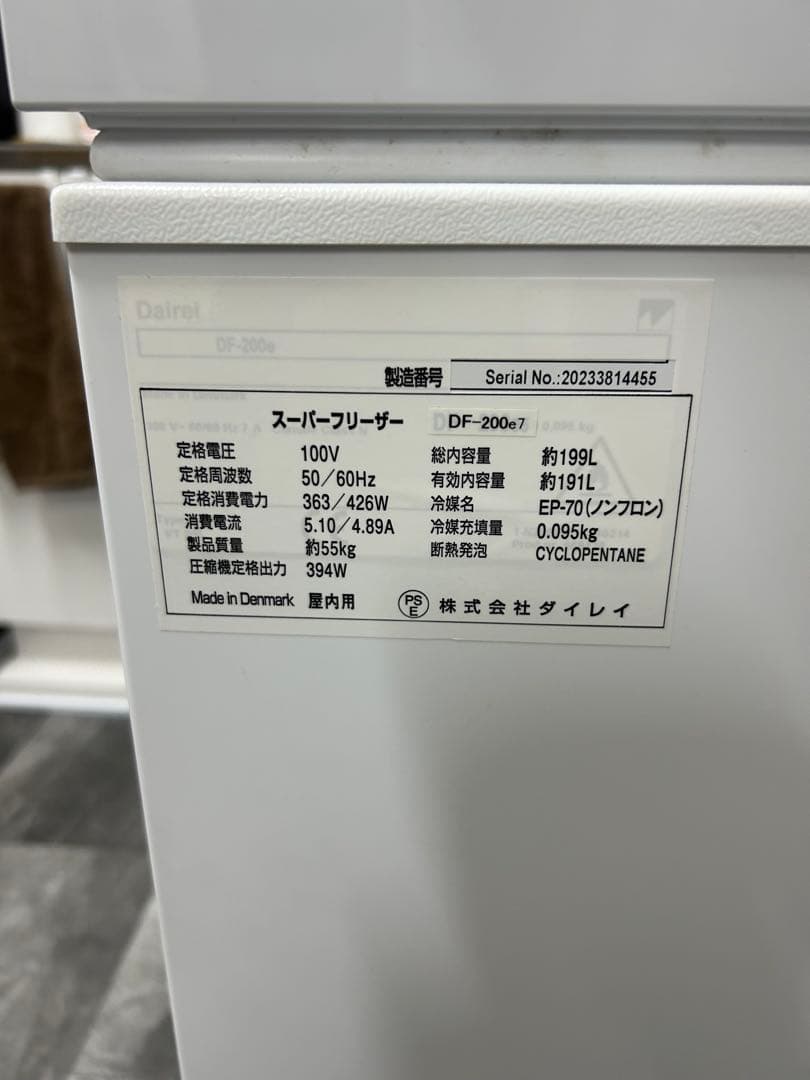 Dairei
DF-200e
製造番号 Serial No.:20233814455
スーパーフリーザー DF-200e7
定格電圧 100V 総内容量 約199L
定格周波数 50/60Hz 有効内容量 約191L
定格消費電力 363/426W 冷媒名 EP-70(ノンフロン)
消費電流 5.10/4.89A 冷媒充填量 0.095kg
製品質量 約55kg 断熱発泡 CYCLOPENTANE
圧縮機定格出力 394W
Made in Denmark 屋内用 PSE 株式会社ダイレイ